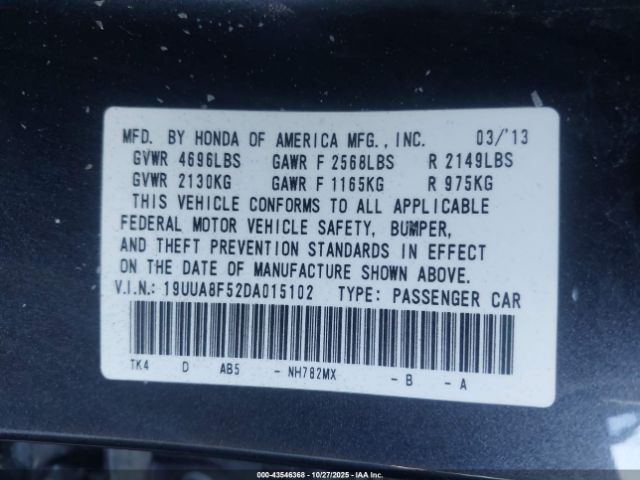 MFD. BY HONDA OF AMERICA MFG., INC. 03/'13
GVWR 4696LBS GAWR F 2568LBS R 2149LBS
GVWR 2130KG GAWR F 1165KG R 975KG
THIS VEHICLE CONFORMS TO ALL APPLICABLE
FEDERAL MOTOR VEHICLE SAFETY, BUMPER,
AND THEFT PREVENTION STANDARDS IN EFFECT
ON THE DATE OF MANUFACTURE SHOWN ABOVE.
V.I.N.: 19UUA8F52DA015102 TYPE: PASSENGER CAR
TK4 D AB5 - NH782MX - B - A
© 43546368 - 10/27/2025 - IAA Inc.